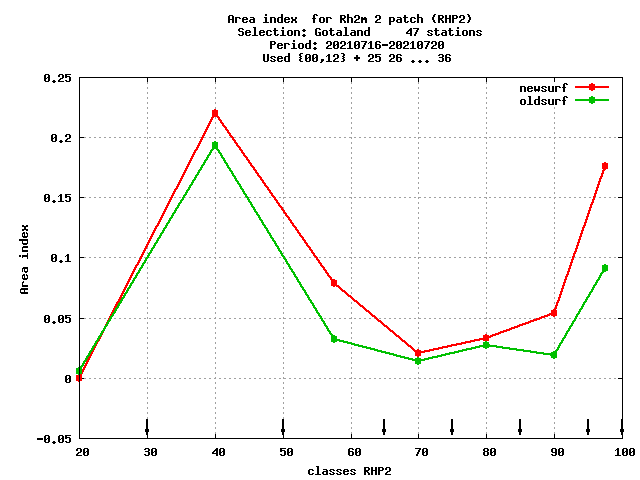 Area index  for Rh2m 2 patch (RHP2)
Selection: Gotaland     47 stations
Period: 20210716-20210720
Used {00,12} + 25 26 ... 36
newsurf
oldsurf
0.25
0.2
0.15
0.1
0.05
0
-0.05
Area index
20 30 40 50 60 70 80 90 100
classes RHP2